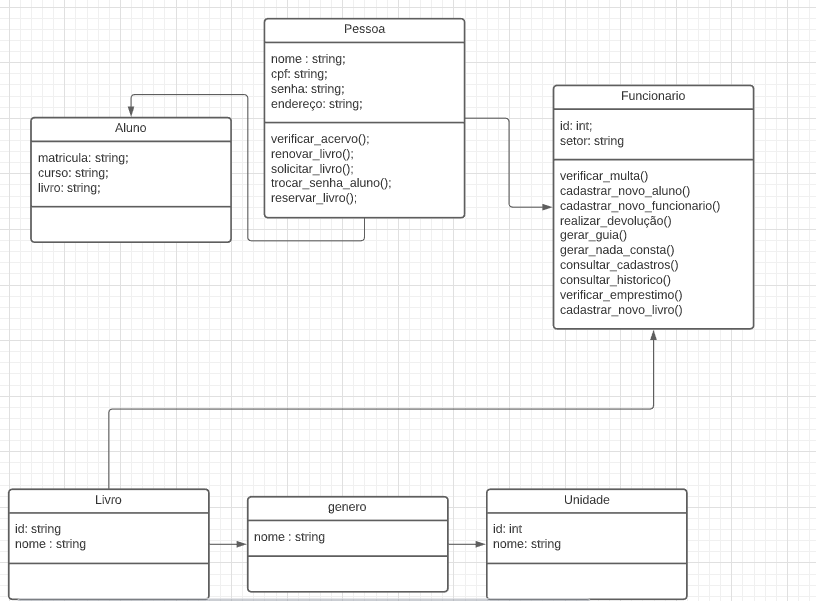 Pessoa
nome : string;
cpf: string;
senha: string;
endereço: string;
verificar_acervo();
renovar_livro();
solicitar_livro();
trocar_senha_aluno();
reservar_livro();
Aluno
matricula: string;
curso: string;
livro: string;
Funcionario
id: int;
setor: string
verificar_multa()
cadastrar_novo_aluno()
cadastrar_novo_funcionario()
realizar_devolução()
gerar_guia()
gerar_nada_consta()
consultar_cadastros()
consultar_historico()
verificar_emprestimo()
cadastrar_novo_livro()
Livro
id: string
nome : string
genero
nome : string
Unidade
id: int
nome: string